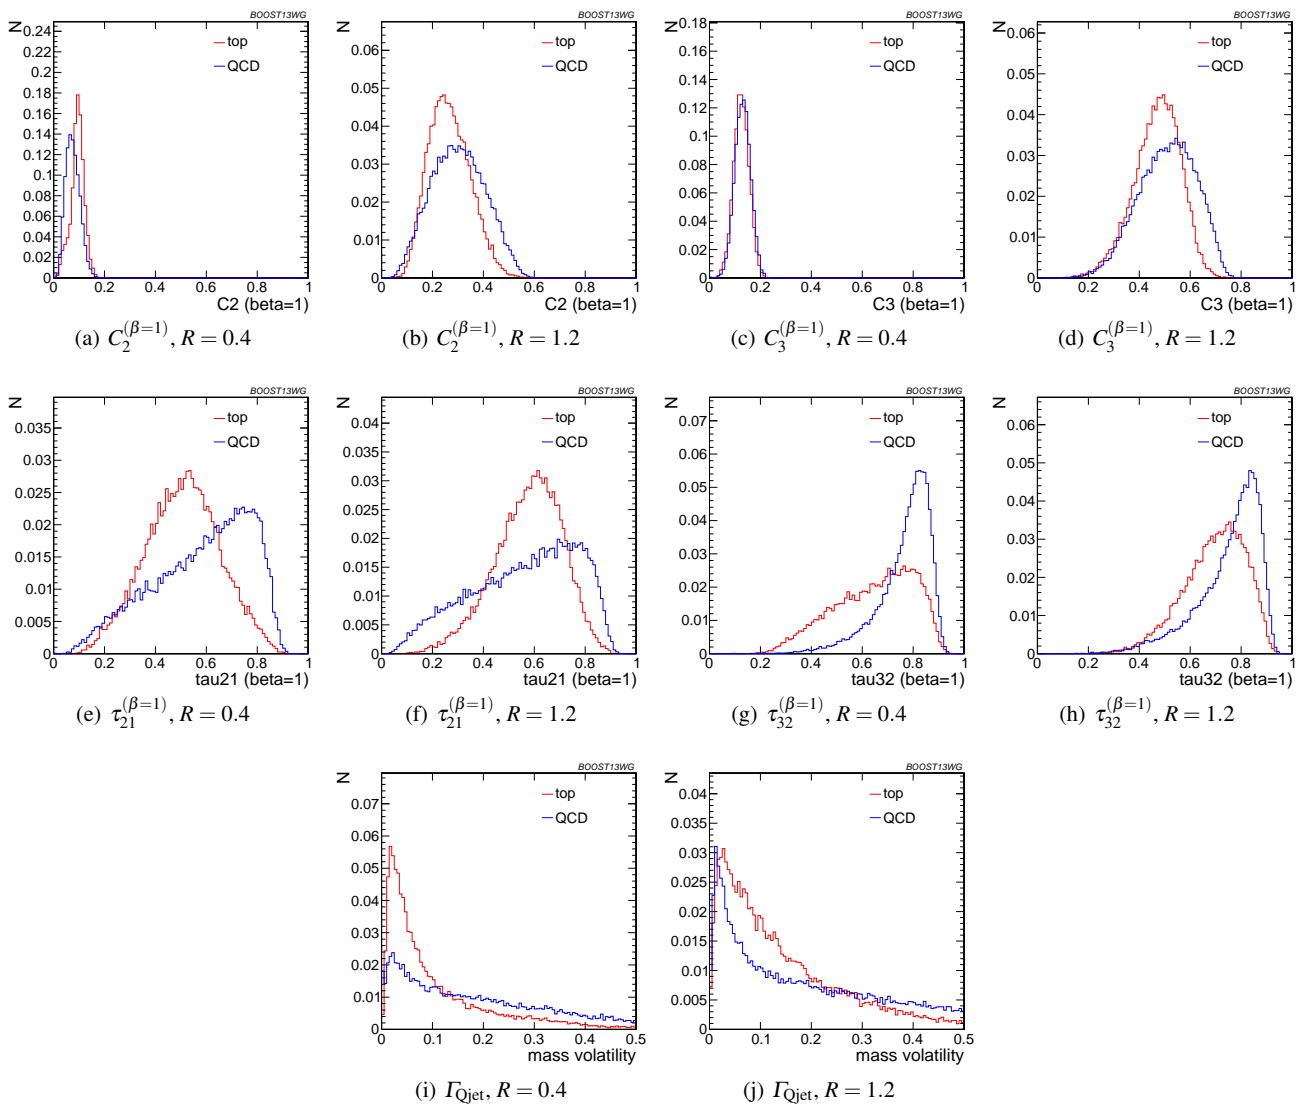 BOOST13WG
N
0.24
0.22
0.2
0.18
0.16
0.14
0.12
0.1
0.08
0.06
0.04
0.02
0
top
QCD
0 0.2 0.4 0.6 0.8 1
C2 (beta=1)
(a) C₂^(β=1), R = 0.4
BOOST13WG
N
0.06
0.05
0.04
0.03
0.02
0.01
0
top
QCD
0 0.2 0.4 0.6 0.8 1
C2 (beta=1)
(b) C₂^(β=1), R = 1.2
BOOST13WG
N
0.18
0.16
0.14
0.12
0.10
0.08
0.06
0.04
0.02
0.00
top
QCD
0 0.2 0.4 0.6 0.8 1
C3 (beta=1)
(c) C₃^(β=1), R = 0.4
BOOST13WG
N
0.06
0.05
0.04
0.03
0.02
0.01
0
top
QCD
0 0.2 0.4 0.6 0.8 1
C3 (beta=1)
(d) C₃^(β=1), R = 1.2
BOOST13WG
N
0.035
0.03
0.025
0.02
0.015
0.01
0.005
0
top
QCD
0 0.2 0.4 0.6 0.8 1
tau21 (beta=1)
(e) τ₂₁^(β=1), R = 0.4
BOOST13WG
N
0.04
0.035
0.03
0.025
0.02
0.015
0.01
0.005
0
top
QCD
0 0.2 0.4 0.6 0.8 1
tau21 (beta=1)
(f) τ₂₁^(β=1), R = 1.2
BOOST13WG
N
0.07
0.06
0.05
0.04
0.03
0.02
0.01
0
top
QCD
0 0.2 0.4 0.6 0.8 1
tau32 (beta=1)
(g) τ₃₂^(β=1), R = 0.4
BOOST13WG
N
0.06
0.05
0.04
0.03
0.02
0.01
0
top
QCD
0 0.2 0.4 0.6 0.8 1
tau32 (beta=1)
(h) τ₃₂^(β=1), R = 1.2
BOOST13WG
N
0.07
0.06
0.05
0.04
0.03
0.02
0.01
0
top
QCD
0 0.1 0.2 0.3 0.4 0.5
mass volatility
(i) Γ_Qjet, R = 0.4
BOOST13WG
N
0.04
0.035
0.03
0.025
0.02
0.015
0.01
0.005
0
top
QCD
0 0.1 0.2 0.3 0.4 0.5
mass volatility
(j) Γ_Qjet, R = 1.2